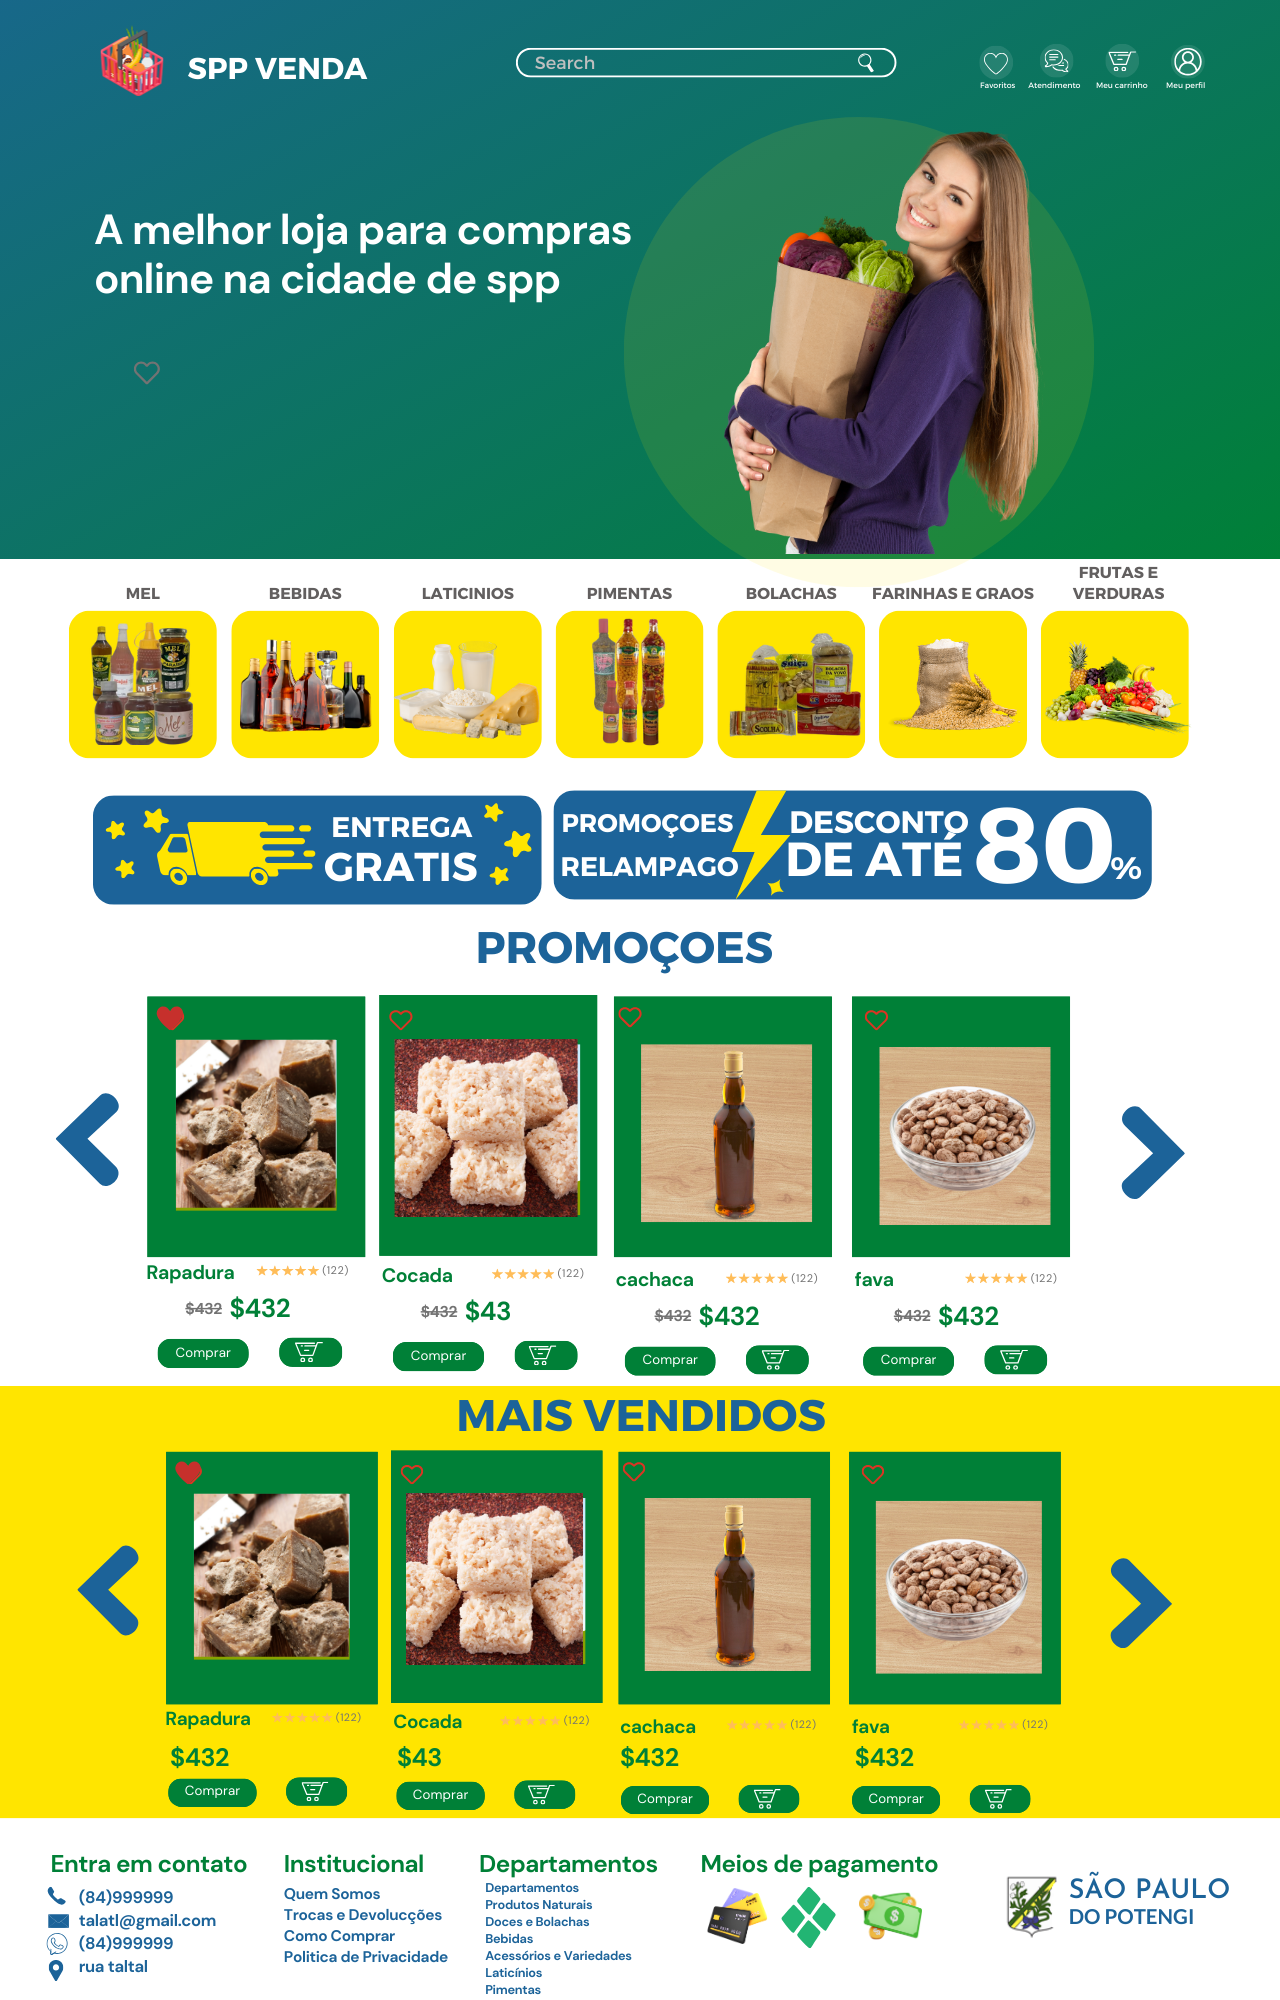 SPP VENDA
Search
Favoritos
Atendimento
Meu carrinho
Meu perfil
A melhor loja para compras
online na cidade de spp
MEL
BEBIDAS
LATICINIOS
PIMENTAS
BOLACHAS
FARINHAS E GRAOS
FRUTAS E
VERDURAS
MEL
MEL
Mel
Suiça
SCOLHA
ENTREGA
GRATIS
PROMOÇOES
RELAMPAGO
DESCONTO
DE ATÉ
80%
PROMOÇOES
Rapadura
(122)
$432 $432
Comprar
Cocada
(122)
$432 $43
Comprar
cachaca
(122)
$432 $432
Comprar
fava
(122)
$432 $432
Comprar
MAIS VENDIDOS
Rapadura
(122)
$432
Comprar
Cocada
(122)
$43
Comprar
cachaca
(122)
$432
Comprar
fava
(122)
$432
Comprar
Entra em contato
(84)999999
talatl@gmail.com
(84)999999
rua taltal
Institucional
Quem Somos
Trocas e Devolucções
Como Comprar
Politica de Privacidade
Departamentos
Departamentos
Produtos Naturais
Doces e Bolachas
Bebidas
Acessórios e Variedades
Laticínios
Pimentas
Meios de pagamento
SÃO PAULO
DO POTENGI